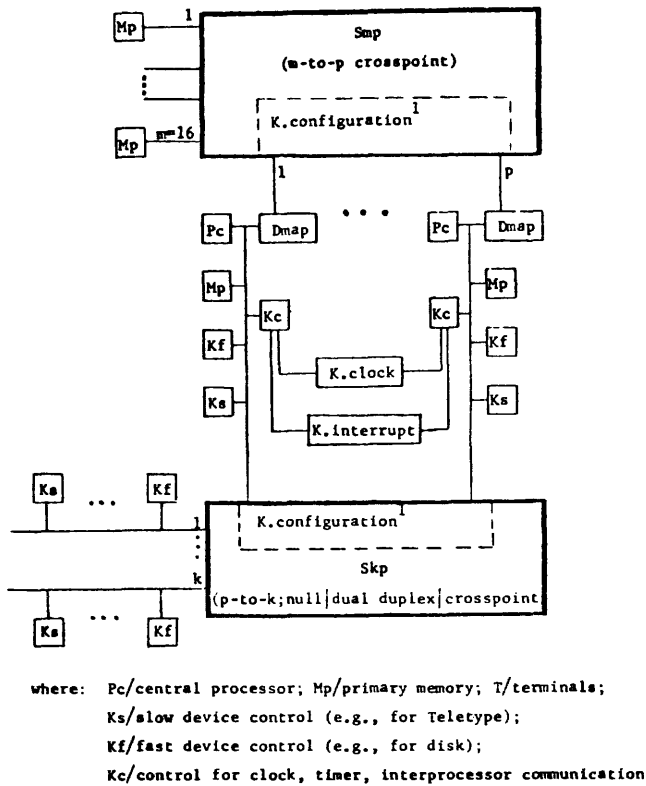 Mp 1 Smp
(m-to-p crosspoint)
K.configuration 1
Mp m=16
1 p
Pc Dmap ... Pc Dmap
Mp Mp
Kc Kc
Kf Kf
K.clock
Ks Ks
K.interrupt
Ks ... Kf
K.configuration 1
1
Skp
k
(p-to-k;null|dual duplex|crosspoint
Ks ... Kf
where: Pc/central processor; Mp/primary memory; T/terminals;
Ks/slow device control (e.g., for Teletype);
Kf/fast device control (e.g., for disk);
Kc/control for clock, timer, interprocessor communication